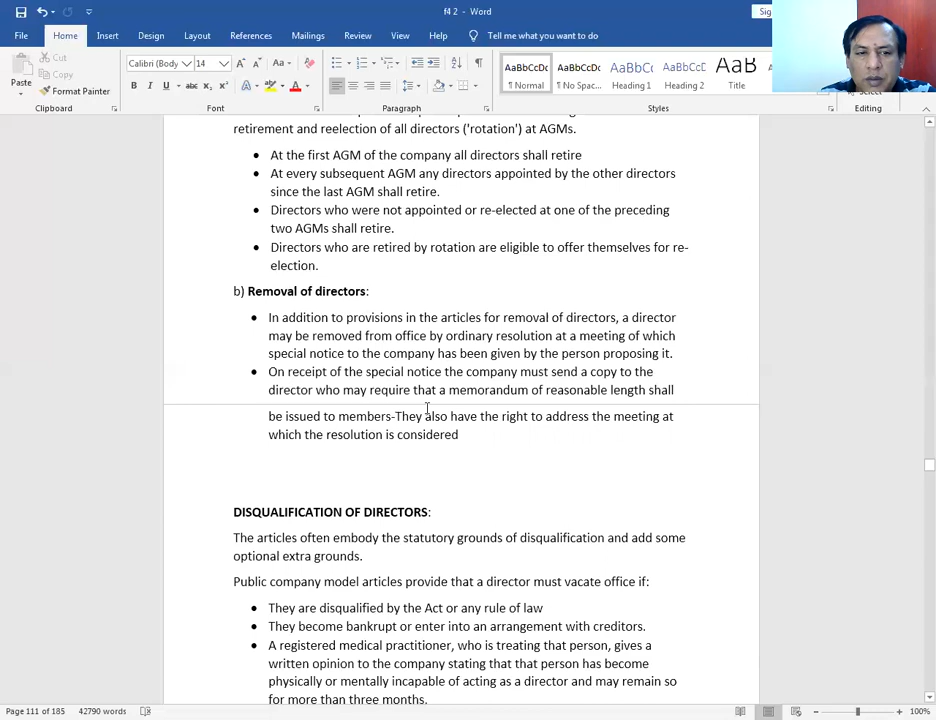 f4 2 - Word
Sig
File Home Insert Design Layout References Mailings Review View Help Tell me what you want to do
Paste
Cut
Copy
Format Painter
Calibri (Body 14
AaBbCcDc AaBbCcDc AaBbC AaBbCcD AaB
¶ Normal ¶ No Spac... Heading 1 Heading 2 Title
Clipboard Font Paragraph Styles Editing
retirement and reelection of all directors ('rotation') at AGMs.
• At the first AGM of the company all directors shall retire
• At every subsequent AGM any directors appointed by the other directors
since the last AGM shall retire.
• Directors who were not appointed or re-elected at one of the preceding
two AGMs shall retire.
• Directors who are retired by rotation are eligible to offer themselves for re-
election.
b) Removal of directors:
• In addition to provisions in the articles for removal of directors, a director
may be removed from office by ordinary resolution at a meeting of which
special notice to the company has been given by the person proposing it.
• On receipt of the special notice the company must send a copy to the
director who may require that a memorandum of reasonable length shall
be issued to members-They also have the right to address the meeting at
which the resolution is considered
DISQUALIFICATION OF DIRECTORS:
The articles often embody the statutory grounds of disqualification and add some
optional extra grounds.
Public company model articles provide that a director must vacate office if:
• They are disqualified by the Act or any rule of law
• They become bankrupt or enter into an arrangement with creditors.
• A registered medical practitioner, who is treating that person, gives a
written opinion to the company stating that that person has become
physically or mentally incapable of acting as a director and may remain so
for more than three months.
Page 111 of 185 42790 words 100%